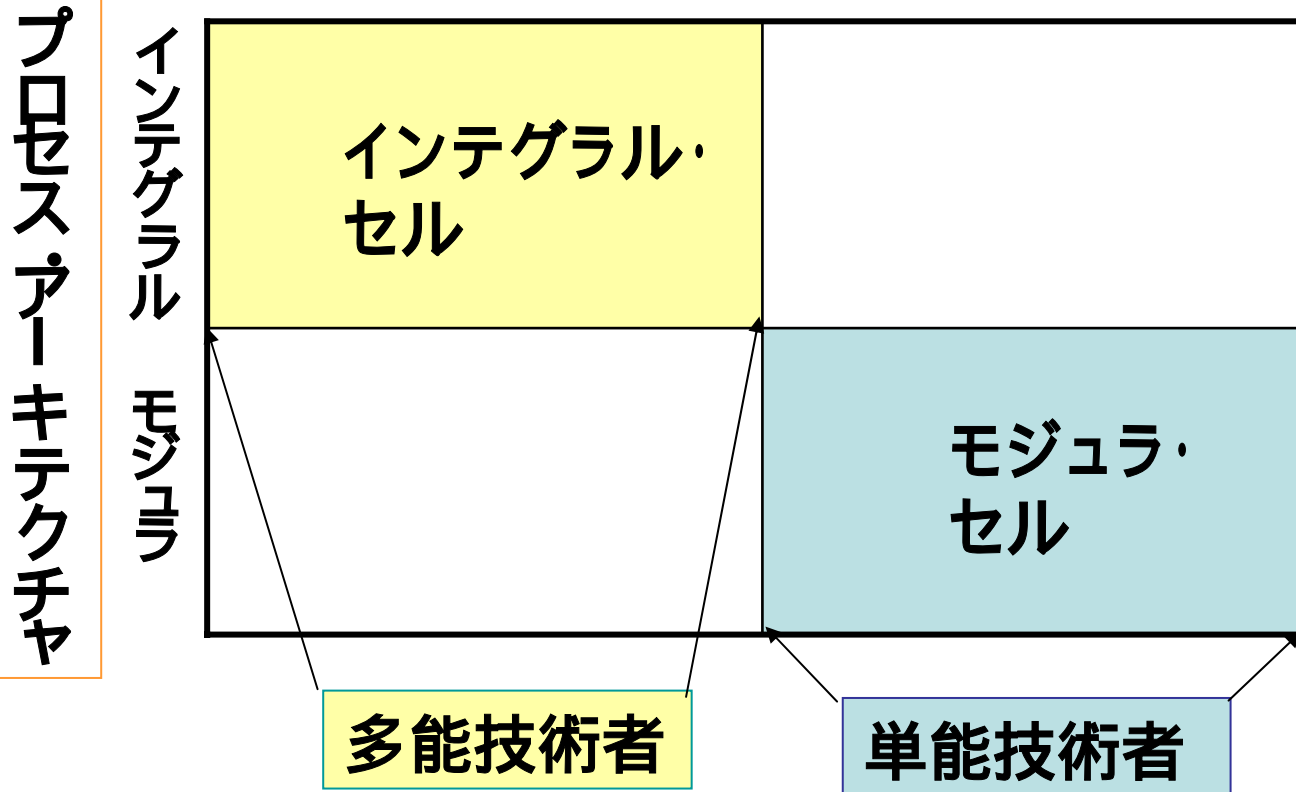 プロセス・アーキテクチャ
インテグラル
モジュラ
インテグラル・
セル
モジュラ・
セル
多能技術者
単能技術者